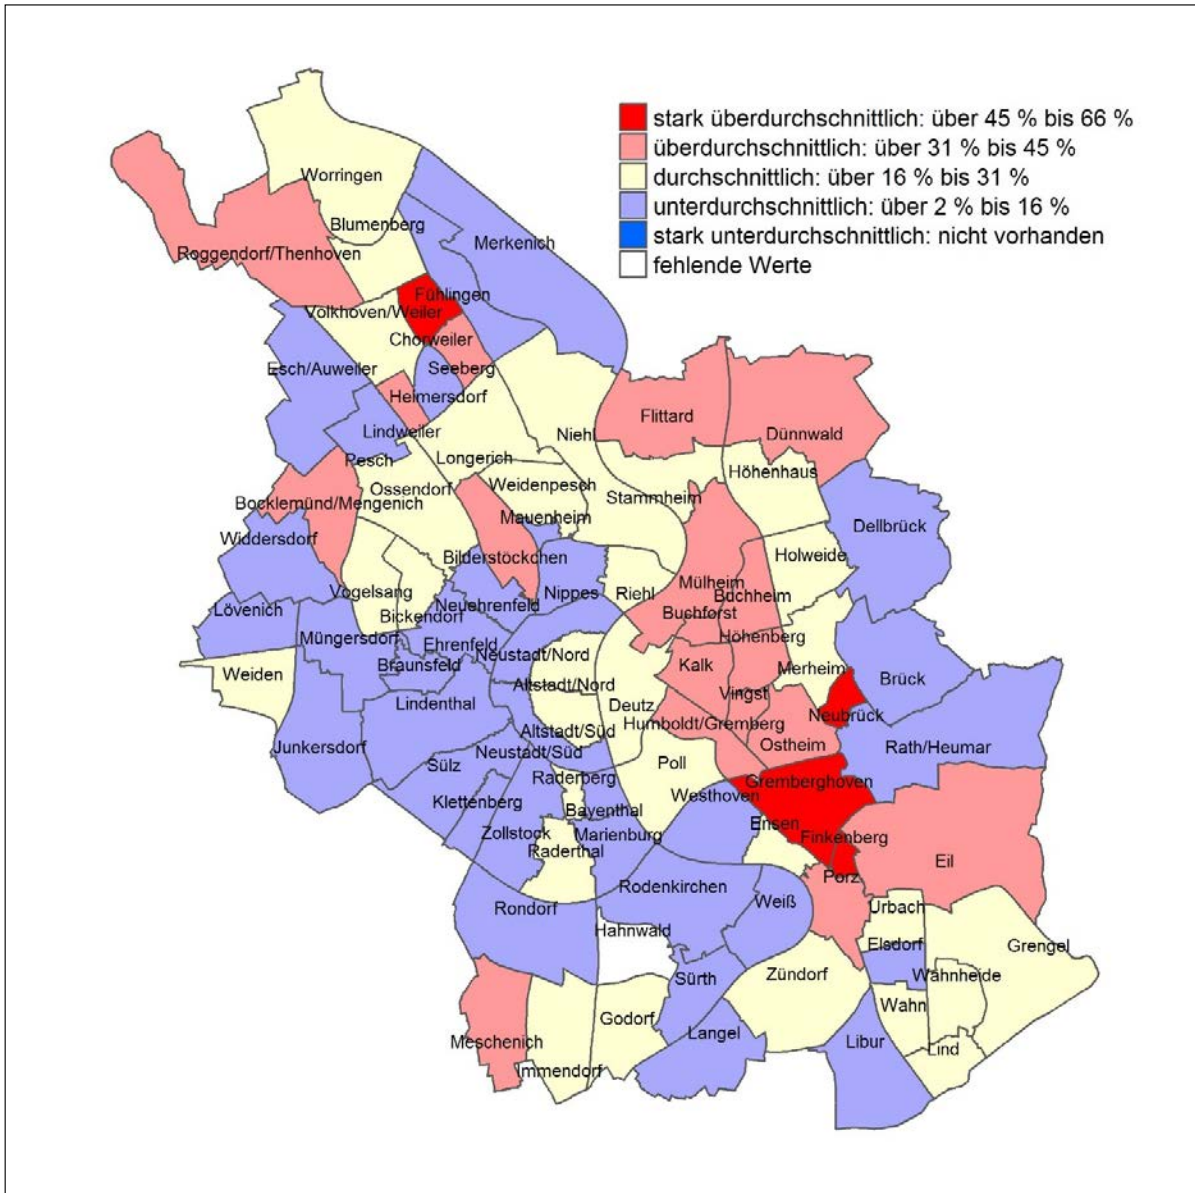 stark überdurchschnittlich: über 45 % bis 66 %
überdurchschnittlich: über 31 % bis 45 %
durchschnittlich: über 16 % bis 31 %
unterdurchschnittlich: über 2 % bis 16 %
stark unterdurchschnittlich: nicht vorhanden
fehlende Werte
Worringen
Blumenberg
Merkenich
Roggendorf/Thenhoven
Fühlingen
Volkhoven/Weiler
Chorweiler
Esch/Auweiler
Seeberg
Heimersdorf
Flittard
Lindweiler
Niehl
Dünnwald
Pesch
Longerich
Höhenhaus
Ossendorf
Weidenpesch
Stammheim
Bocklemünd/Mengenich
Mauenheim
Dellbrück
Widdersdorf
Bilderstöckchen
Holweide
Mülheim
Vogelsang
Nippes
Riehl
Buchheim
Lövenich
Neuehrenfeld
Bickendorf
Buchforst
Müngersdorf
Ehrenfeld
Höhenberg
Neustadt/Nord
Braunsfeld
Kalk
Merheim
Weiden
Brück
Altstadt/Nord
Vingst
Lindenthal
Deutz
Neubrück
Humboldt/Gremberg
Altstadt/Süd
Junkersdorf
Ostheim
Rath/Heumar
Neustadt/Süd
Sülz
Poll
Raderberg
Gremberghoven
Klettenberg
Westhoven
Bayenthal
Ensen
Zollstock
Marienburg
Finkenberg
Raderthal
Eil
Porz
Rodenkirchen
Weiß
Rondorf
Urbach
Hahnwald
Elsdorf
Grengel
Sürth
Zündorf
Wahnheide
Wahn
Godorf
Langel
Meschenich
Libur
Lind
Immendorf